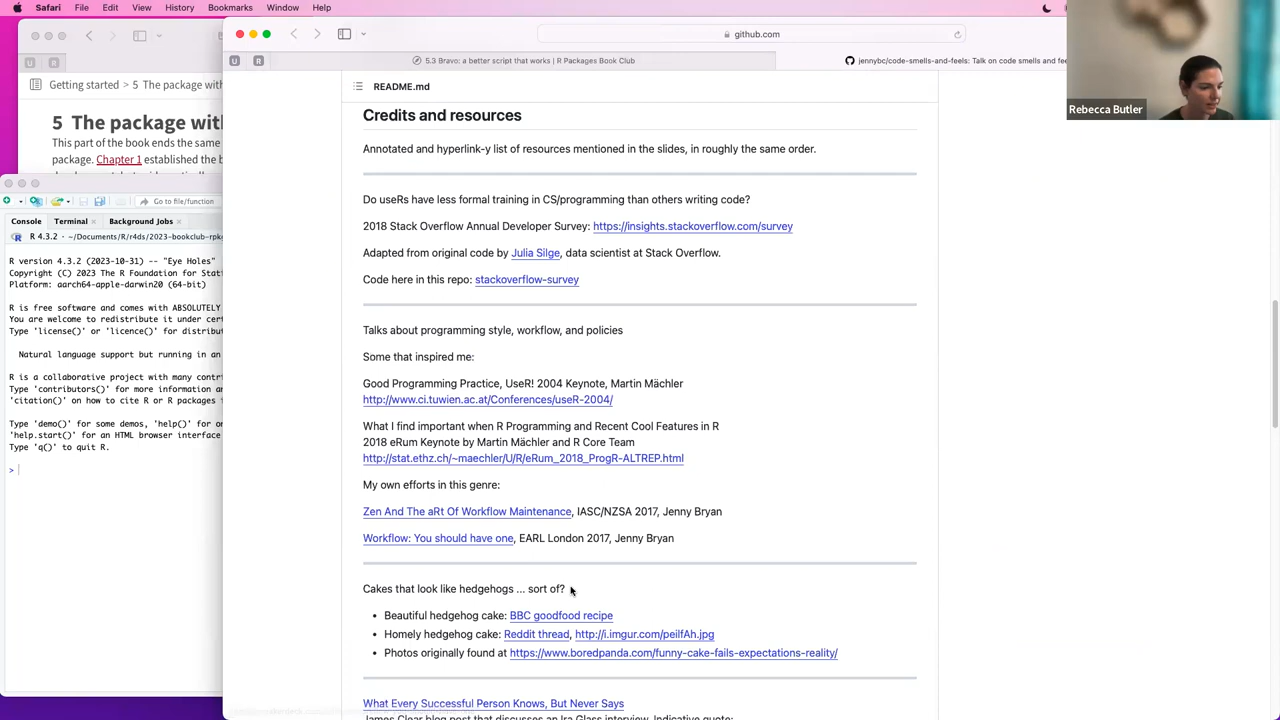 Safari
File
Edit
View
History
Bookmarks
Window
Help
github.com
5.3 Bravo: a better script that works | R Packages Book Club
jennybc/code-smells-and-feels: Talk on code smells and fee
Rebecca Butler
Getting started > 5 The package wit
5 The package with
This part of the book ends the same
package. Chapter 1 established the b
Go to file/function
Console
Terminal
Background Jobs
R 4.3.2 · ~/Documents/R/r4ds/2023-bookclub-rpk
R version 4.3.2 (2023-10-31) -- "Eye Holes"
Copyright (C) 2023 The R Foundation for Stati
Platform: aarch64-apple-darwin20 (64-bit)
R is free software and comes with ABSOLUTELY
You are welcome to redistribute it under cert
Type 'license()' or 'licence()' for distribut
Natural language support but running in an
R is a collaborative project with many contri
Type 'contributors()' for more information an
'citation()' on how to cite R or R packages i
Type 'demo()' for some demos, 'help()' for on
'help.start()' for an HTML browser interface
Type 'q()' to quit R.
>
README.md
Credits and resources
Annotated and hyperlink-y list of resources mentioned in the slides, in roughly the same order.
Do useRs have less formal training in CS/programming than others writing code?
2018 Stack Overflow Annual Developer Survey: https://insights.stackoverflow.com/survey
Adapted from original code by Julia Silge, data scientist at Stack Overflow.
Code here in this repo: stackoverflow-survey
Talks about programming style, workflow, and policies
Some that inspired me:
Good Programming Practice, UseR! 2004 Keynote, Martin Mächler
http://www.ci.tuwien.ac.at/Conferences/useR-2004/
What I find important when R Programming and Recent Cool Features in R
2018 eRum Keynote by Martin Mächler and R Core Team
http://stat.ethz.ch/~maechler/U/R/eRum_2018_ProgR-ALTREP.html
My own efforts in this genre:
Zen And The aRt Of Workflow Maintenance, IASC/NZSA 2017, Jenny Bryan
Workflow: You should have one, EARL London 2017, Jenny Bryan
Cakes that look like hedgehogs ... sort of?
• Beautiful hedgehog cake: BBC goodfood recipe
• Homely hedgehog cake: Reddit thread, http://i.imgur.com/peilfAh.jpg
• Photos originally found at https://www.boredpanda.com/funny-cake-fails-expectations-reality/
What Every Successful Person Knows, But Never Says
James Clear blog post that discusses an Ira Glass interview. Indicative quote: